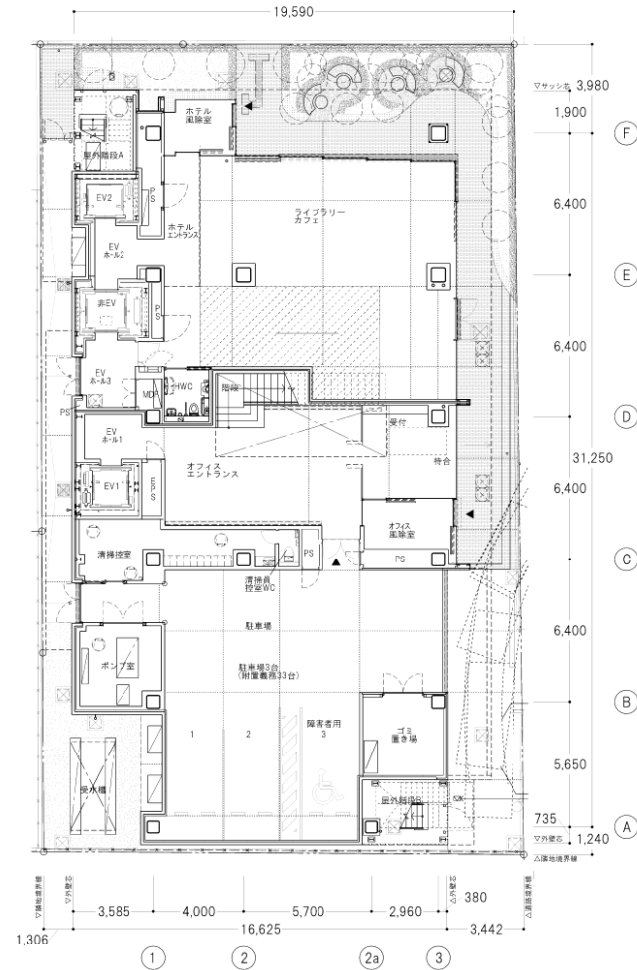 19,590
▽サッシ芯
3,980
1,900
F
ホテル
風除室
屋外階段A
PS
EV2
EV
ホール2
ホテル
エントランス
ライブラリー
カフェ
6,400
E
非EV
PS
6,400
EV
ホール3
MDF
HWC
階段
D
PS
EV
ホール1
受付
待合
31,250
オフィス
エントランス
6,400
EV1
EPS
オフィス
風除室
清掃控室
PS
PS
C
清掃員
控室WC
駐車場
6,400
ポンプ室
駐車場3台
(附置義務33台)
B
障害者用
1
2
3
ゴミ
置き場
5,650
受水槽
屋外階段B
735
A
▽外壁芯
1,240
△隣地境界線
▽隣地境界線
▽外壁芯
△外壁芯
380
△道路境界線
3,585
4,000
5,700
2,960
1,306
16,625
3,442
1
2
2a
3